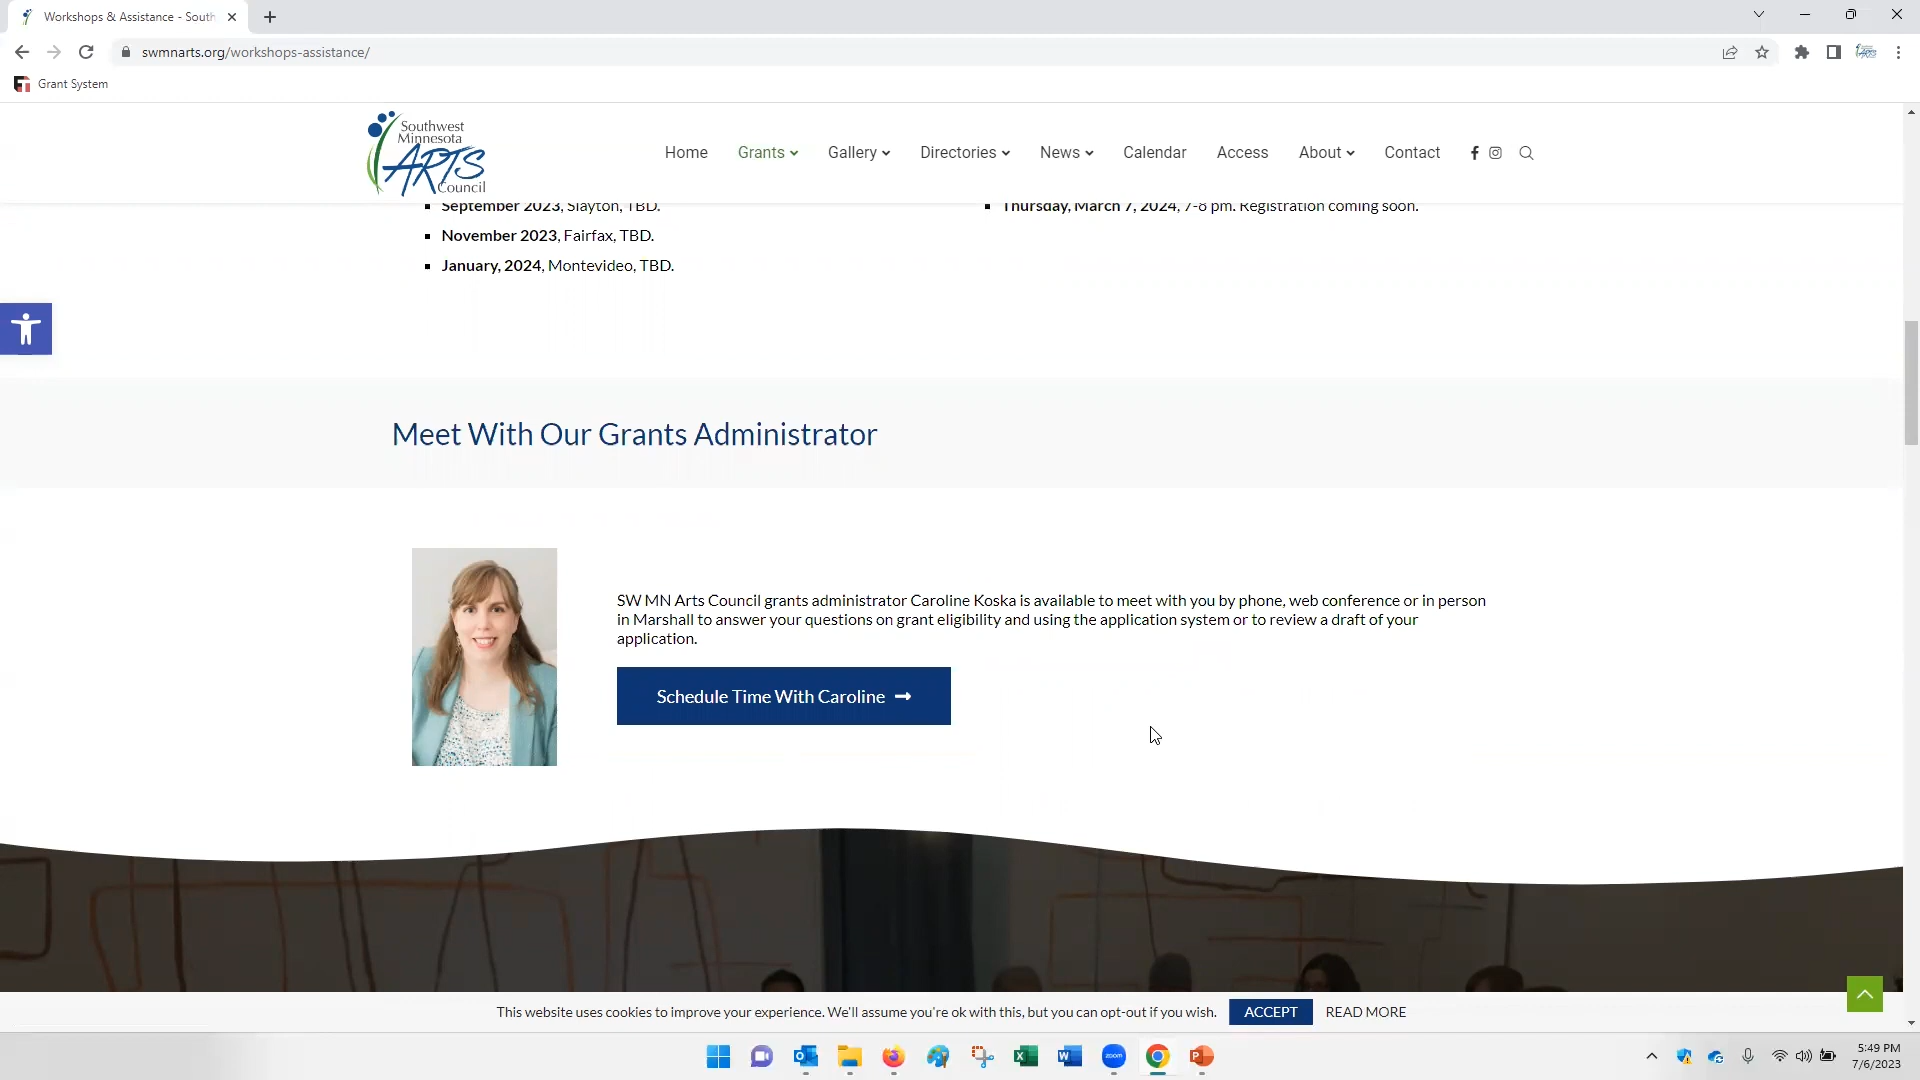 Workshops & Assistance - South
swmnarts.org/workshops-assistance/
Grant System
Southwest
Minnesota
ARTS
Council
Home Grants Gallery Directories News Calendar Access About Contact
September 2023, Slayton, TBD.
November 2023, Fairfax, TBD.
January, 2024, Montevideo, TBD.
Thursday, March 7, 2024, 7-8 pm. Registration coming soon.
Meet With Our Grants Administrator
SW MN Arts Council grants administrator Caroline Koska is available to meet with you by phone, web conference or in person
in Marshall to answer your questions on grant eligibility and using the application system or to review a draft of your
application.
Schedule Time With Caroline
This website uses cookies to improve your experience. We'll assume you're ok with this, but you can opt-out if you wish. ACCEPT READ MORE
zoom
5:49 PM
7/6/2023